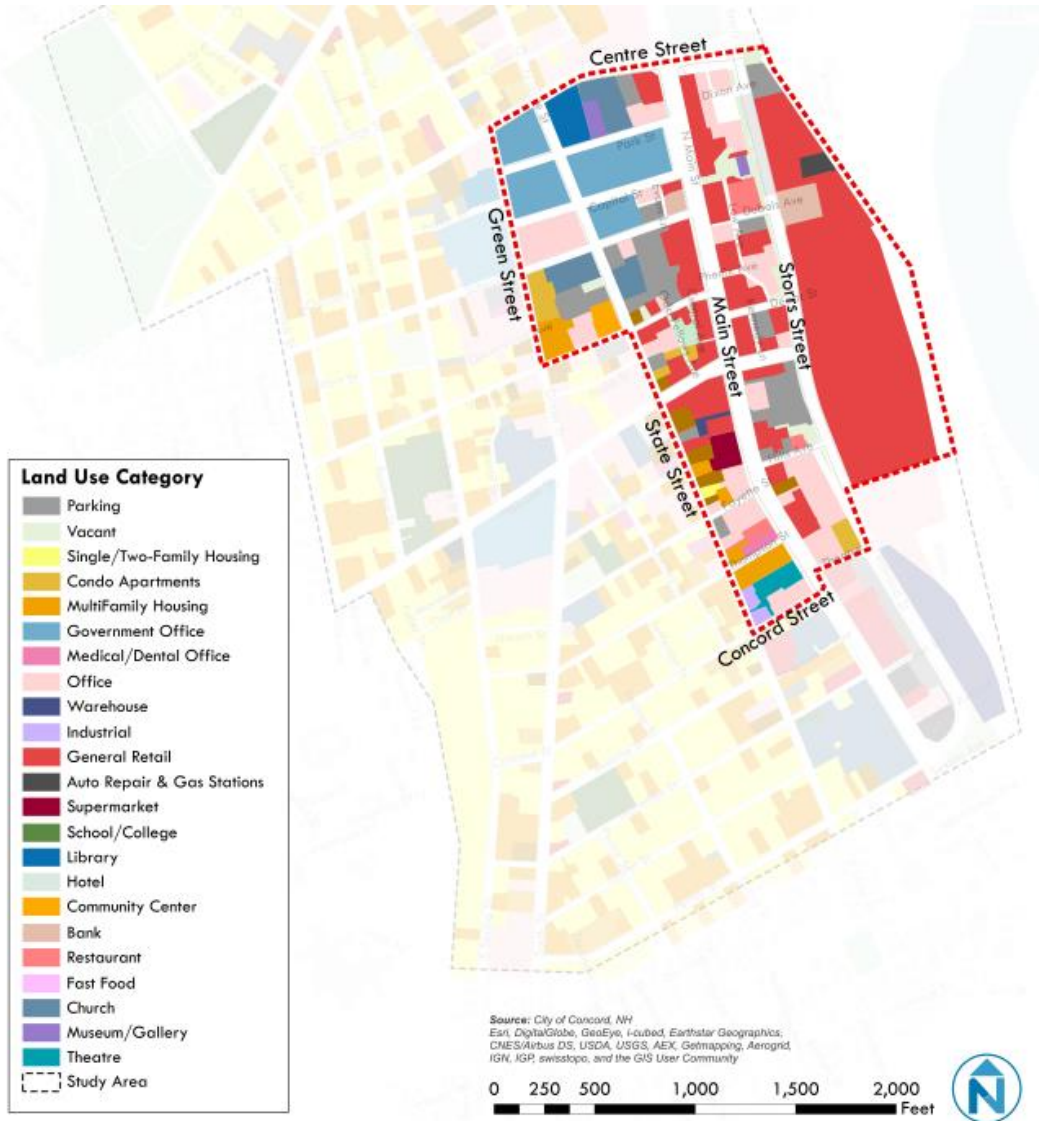 Centre Street
Dixon Ave
Park St
N Main St
Capitol St
Dubois Ave
Green Street
Storrs Street
Main Street
State Street
Concord Street
Land Use Category
Parking
Vacant
Single/Two-Family Housing
Condo Apartments
MultiFamily Housing
Government Office
Medical/Dental Office
Office
Warehouse
Industrial
General Retail
Auto Repair & Gas Stations
Supermarket
School/College
Library
Hotel
Community Center
Bank
Restaurant
Fast Food
Church
Museum/Gallery
Theatre
Study Area
Source: City of Concord, NH
Esri, DigitalGlobe, GeoEye, i-cubed, Earthstar Geographics,
CNES/Airbus DS, USDA, USGS, AEX, Getmapping, Aerogrid,
IGN, IGP, swisstopo, and the GIS User Community
0 250 500 1,000 1,500 2,000
Feet
N